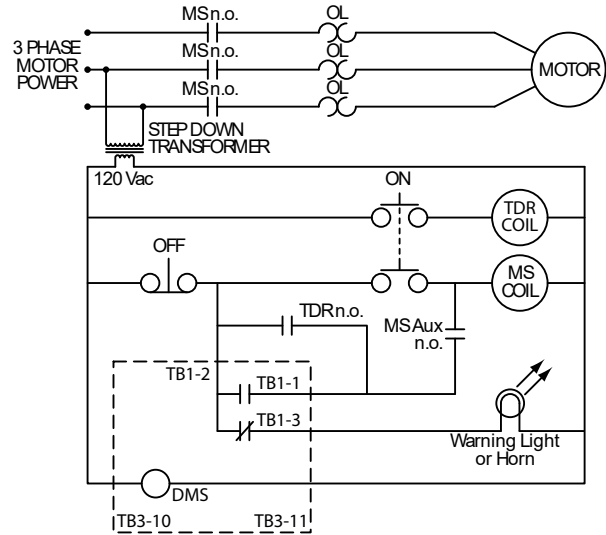 MS n.o.
OL
3 PHASE
MOTOR
POWER
MS n.o.
OL
MOTOR
MS n.o.
OL
STEP DOWN
TRANSFORMER
120 Vac
ON
TDR
COIL
OFF
MS
COIL
TDR n.o.
MS Aux
n.o.
TB1-2
TB1-1
TB1-3
Warning Light
or Horn
DMS
TB3-10
TB3-11